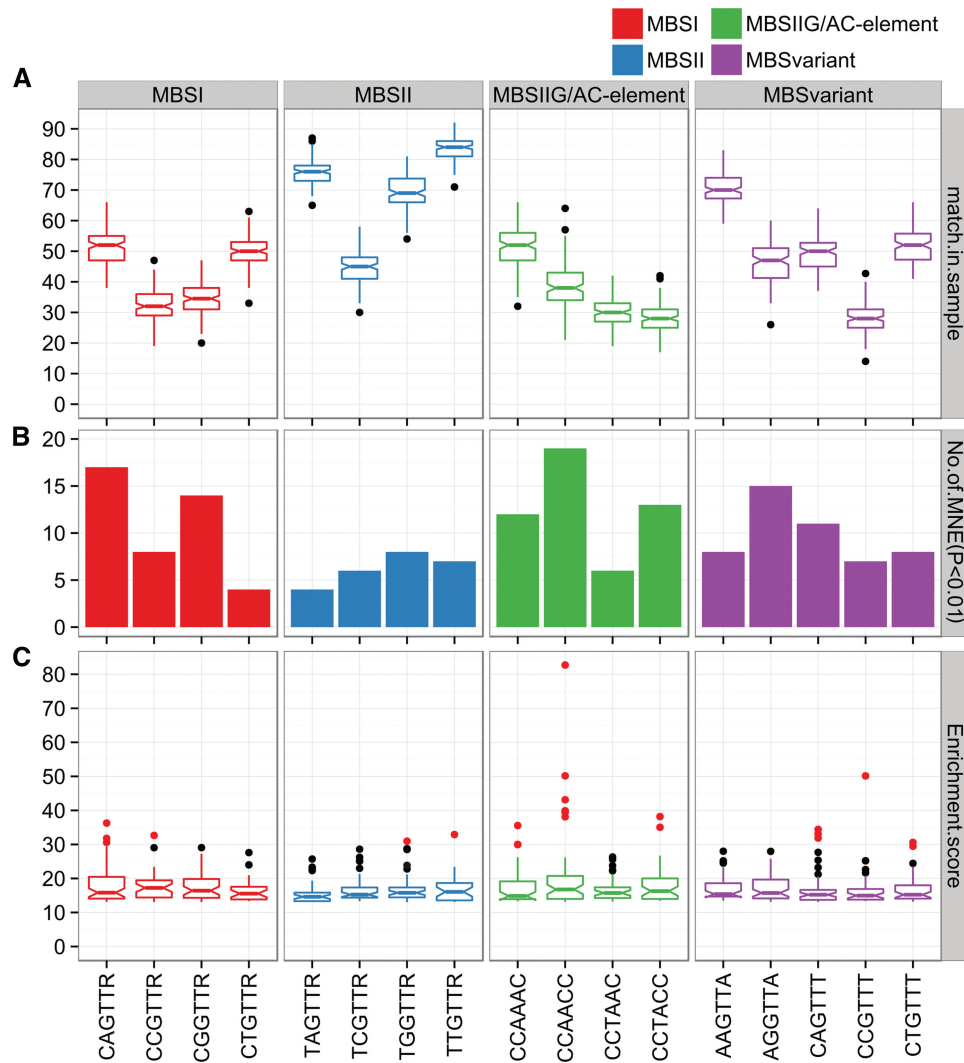 MBSI MBSIIG/AC-element
MBSII MBSvariant
A
MBSI MBSII MBSIIG/AC-element MBSvariant
90
80
70
60
50
40
30
20
10
0
match.in.sample
B
20
15
10
5
0
No.of.MNE(P<0.01)
C
80
70
60
50
40
30
20
10
0
Enrichment.score
CAGTTR
CCGTTR
CGGTTR
CTGTTR
TAGTTR
TCGTTR
TGGTTR
TTGTTR
CCAAAC
CCAACC
CCTAAC
CCTACC
AAGTTA
AGGTTA
CAGTTT
CCGTTT
CTGTTT